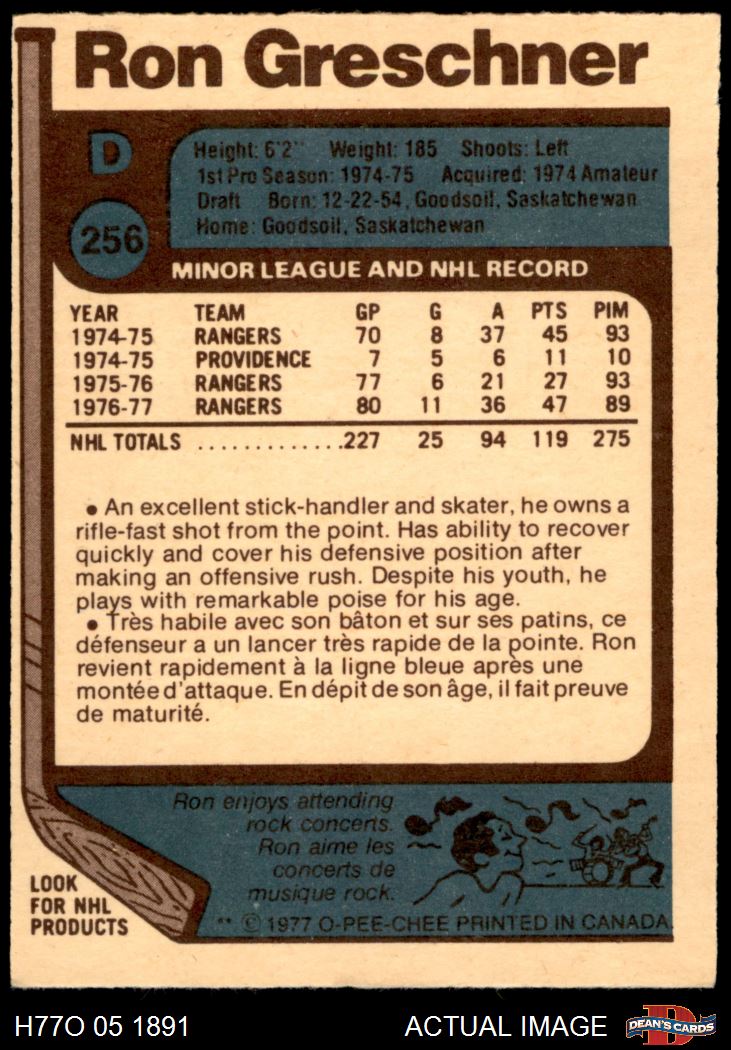 Ron Greschner
D
Height: 6'2" Weight: 185 Shoots: Left
1st Pro Season: 1974-75 Acquired: 1974 Amateur
Draft Born: 12-22-54, Goodsoil, Saskatchewan
Home: Goodsoil, Saskatchewan
256
MINOR LEAGUE AND NHL RECORD
YEAR TEAM GP G A PTS PIM
1974-75 RANGERS 70 8 37 45 93
1974-75 PROVIDENCE 7 5 6 11 10
1975-76 RANGERS 77 6 21 27 93
1976-77 RANGERS 80 11 36 47 89
NHL TOTALS .............227 25 94 119 275
• An excellent stick-handler and skater, he owns a
rifle-fast shot from the point. Has ability to recover
quickly and cover his defensive position after
making an offensive rush. Despite his youth, he
plays with remarkable poise for his age.
• Très habile avec son bâton et sur ses patins, ce
défenseur a un lancer très rapide de la pointe. Ron
revient rapidement à la ligne bleue après une
montée d'attaque. En dépit de son âge, il fait preuve
de maturité.
Ron enjoys attending
rock concerts.
Ron aime les
concerts de
musique rock.
LOOK
FOR NHL
PRODUCTS
** © 1977 O-PEE-CHEE PRINTED IN CANADA
H77O 05 1891 ACTUAL IMAGE
D
DEAN'S CARDS